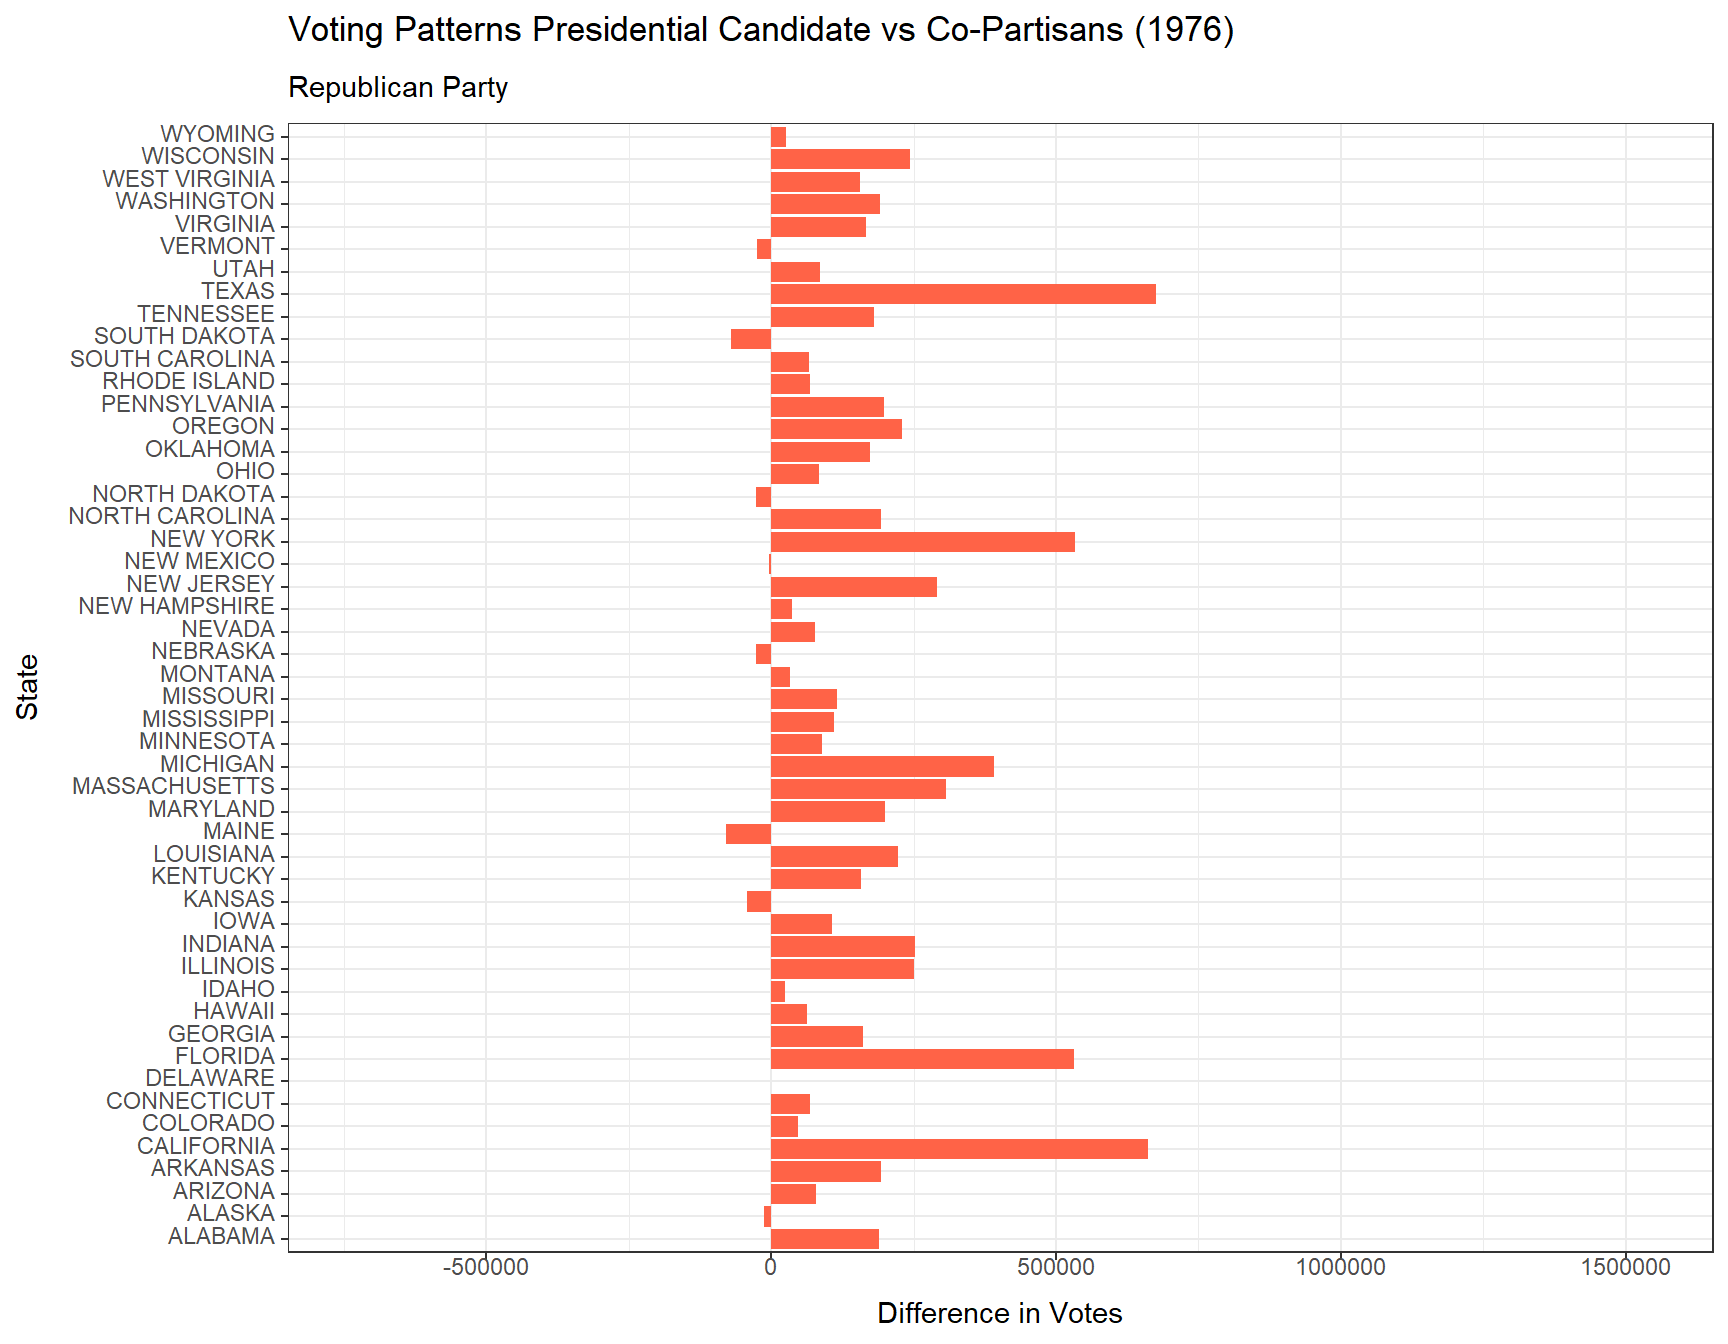 Voting Patterns Presidential Candidate vs Co-Partisans (1976)
Republican Party
WYOMING
WISCONSIN
WEST VIRGINIA
WASHINGTON
VIRGINIA
VERMONT
UTAH
TEXAS
TENNESSEE
SOUTH DAKOTA
SOUTH CAROLINA
RHODE ISLAND
PENNSYLVANIA
OREGON
OKLAHOMA
OHIO
NORTH DAKOTA
NORTH CAROLINA
NEW YORK
NEW MEXICO
NEW JERSEY
NEW HAMPSHIRE
NEVADA
NEBRASKA
MONTANA
MISSOURI
MISSISSIPPI
MINNESOTA
MICHIGAN
MASSACHUSETTS
MARYLAND
MAINE
LOUISIANA
KENTUCKY
KANSAS
IOWA
INDIANA
ILLINOIS
IDAHO
HAWAII
GEORGIA
FLORIDA
DELAWARE
CONNECTICUT
COLORADO
CALIFORNIA
ARKANSAS
ARIZONA
ALASKA
ALABAMA
State
-500000 0 500000 1000000 1500000
Difference in Votes